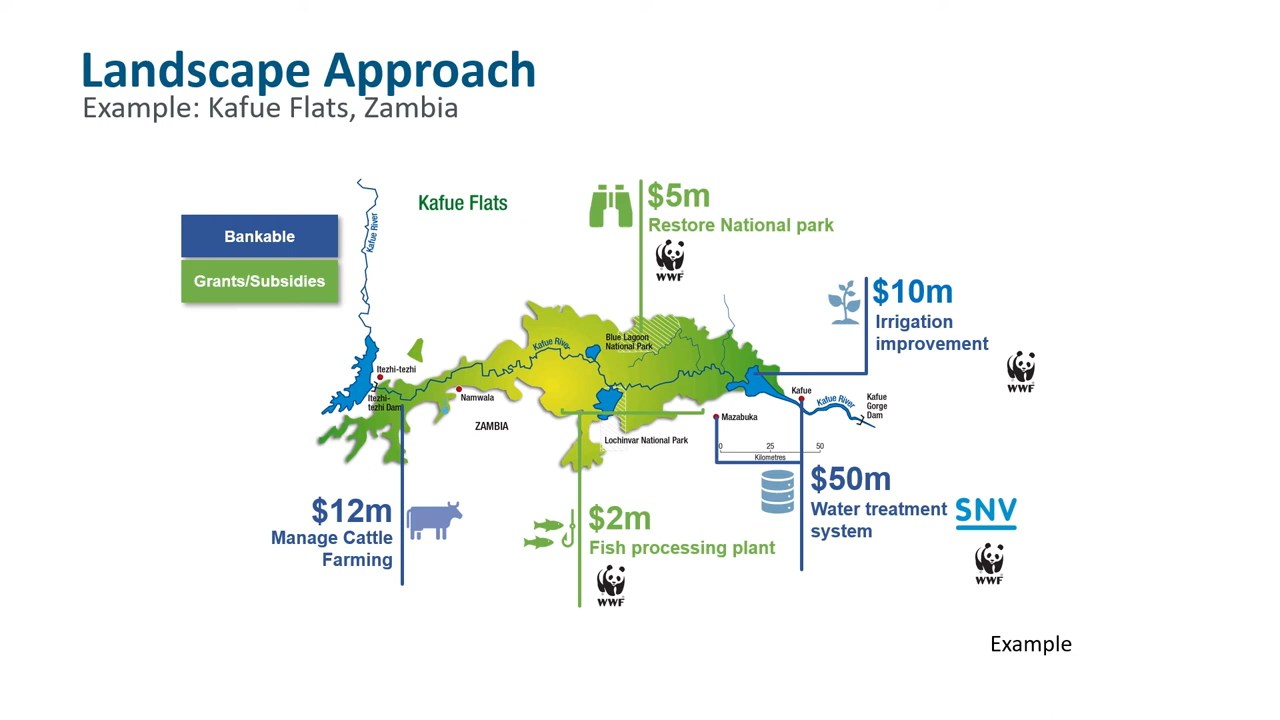 Landscape Approach
Example: Kafue Flats, Zambia
Kafue River
Kafue Flats
Bankable
Grants/Subsidies
$5m
Restore National park
WWF
$10m
Irrigation
improvement
WWF
Blue Lagoon
National Park
Kafue River
Itezhi-tezhi
Itezhi-
tezhi Dam
Namwala
ZAMBIA
Lochinvar National Park
Mazabuka
Kafue
Kafue River
Kafue
Gorge
Dam
0 25 50
Kilometres
$12m
Manage Cattle
Farming
$2m
Fish processing plant
WWF
$50m
Water treatment
system
SNV
WWF
Example